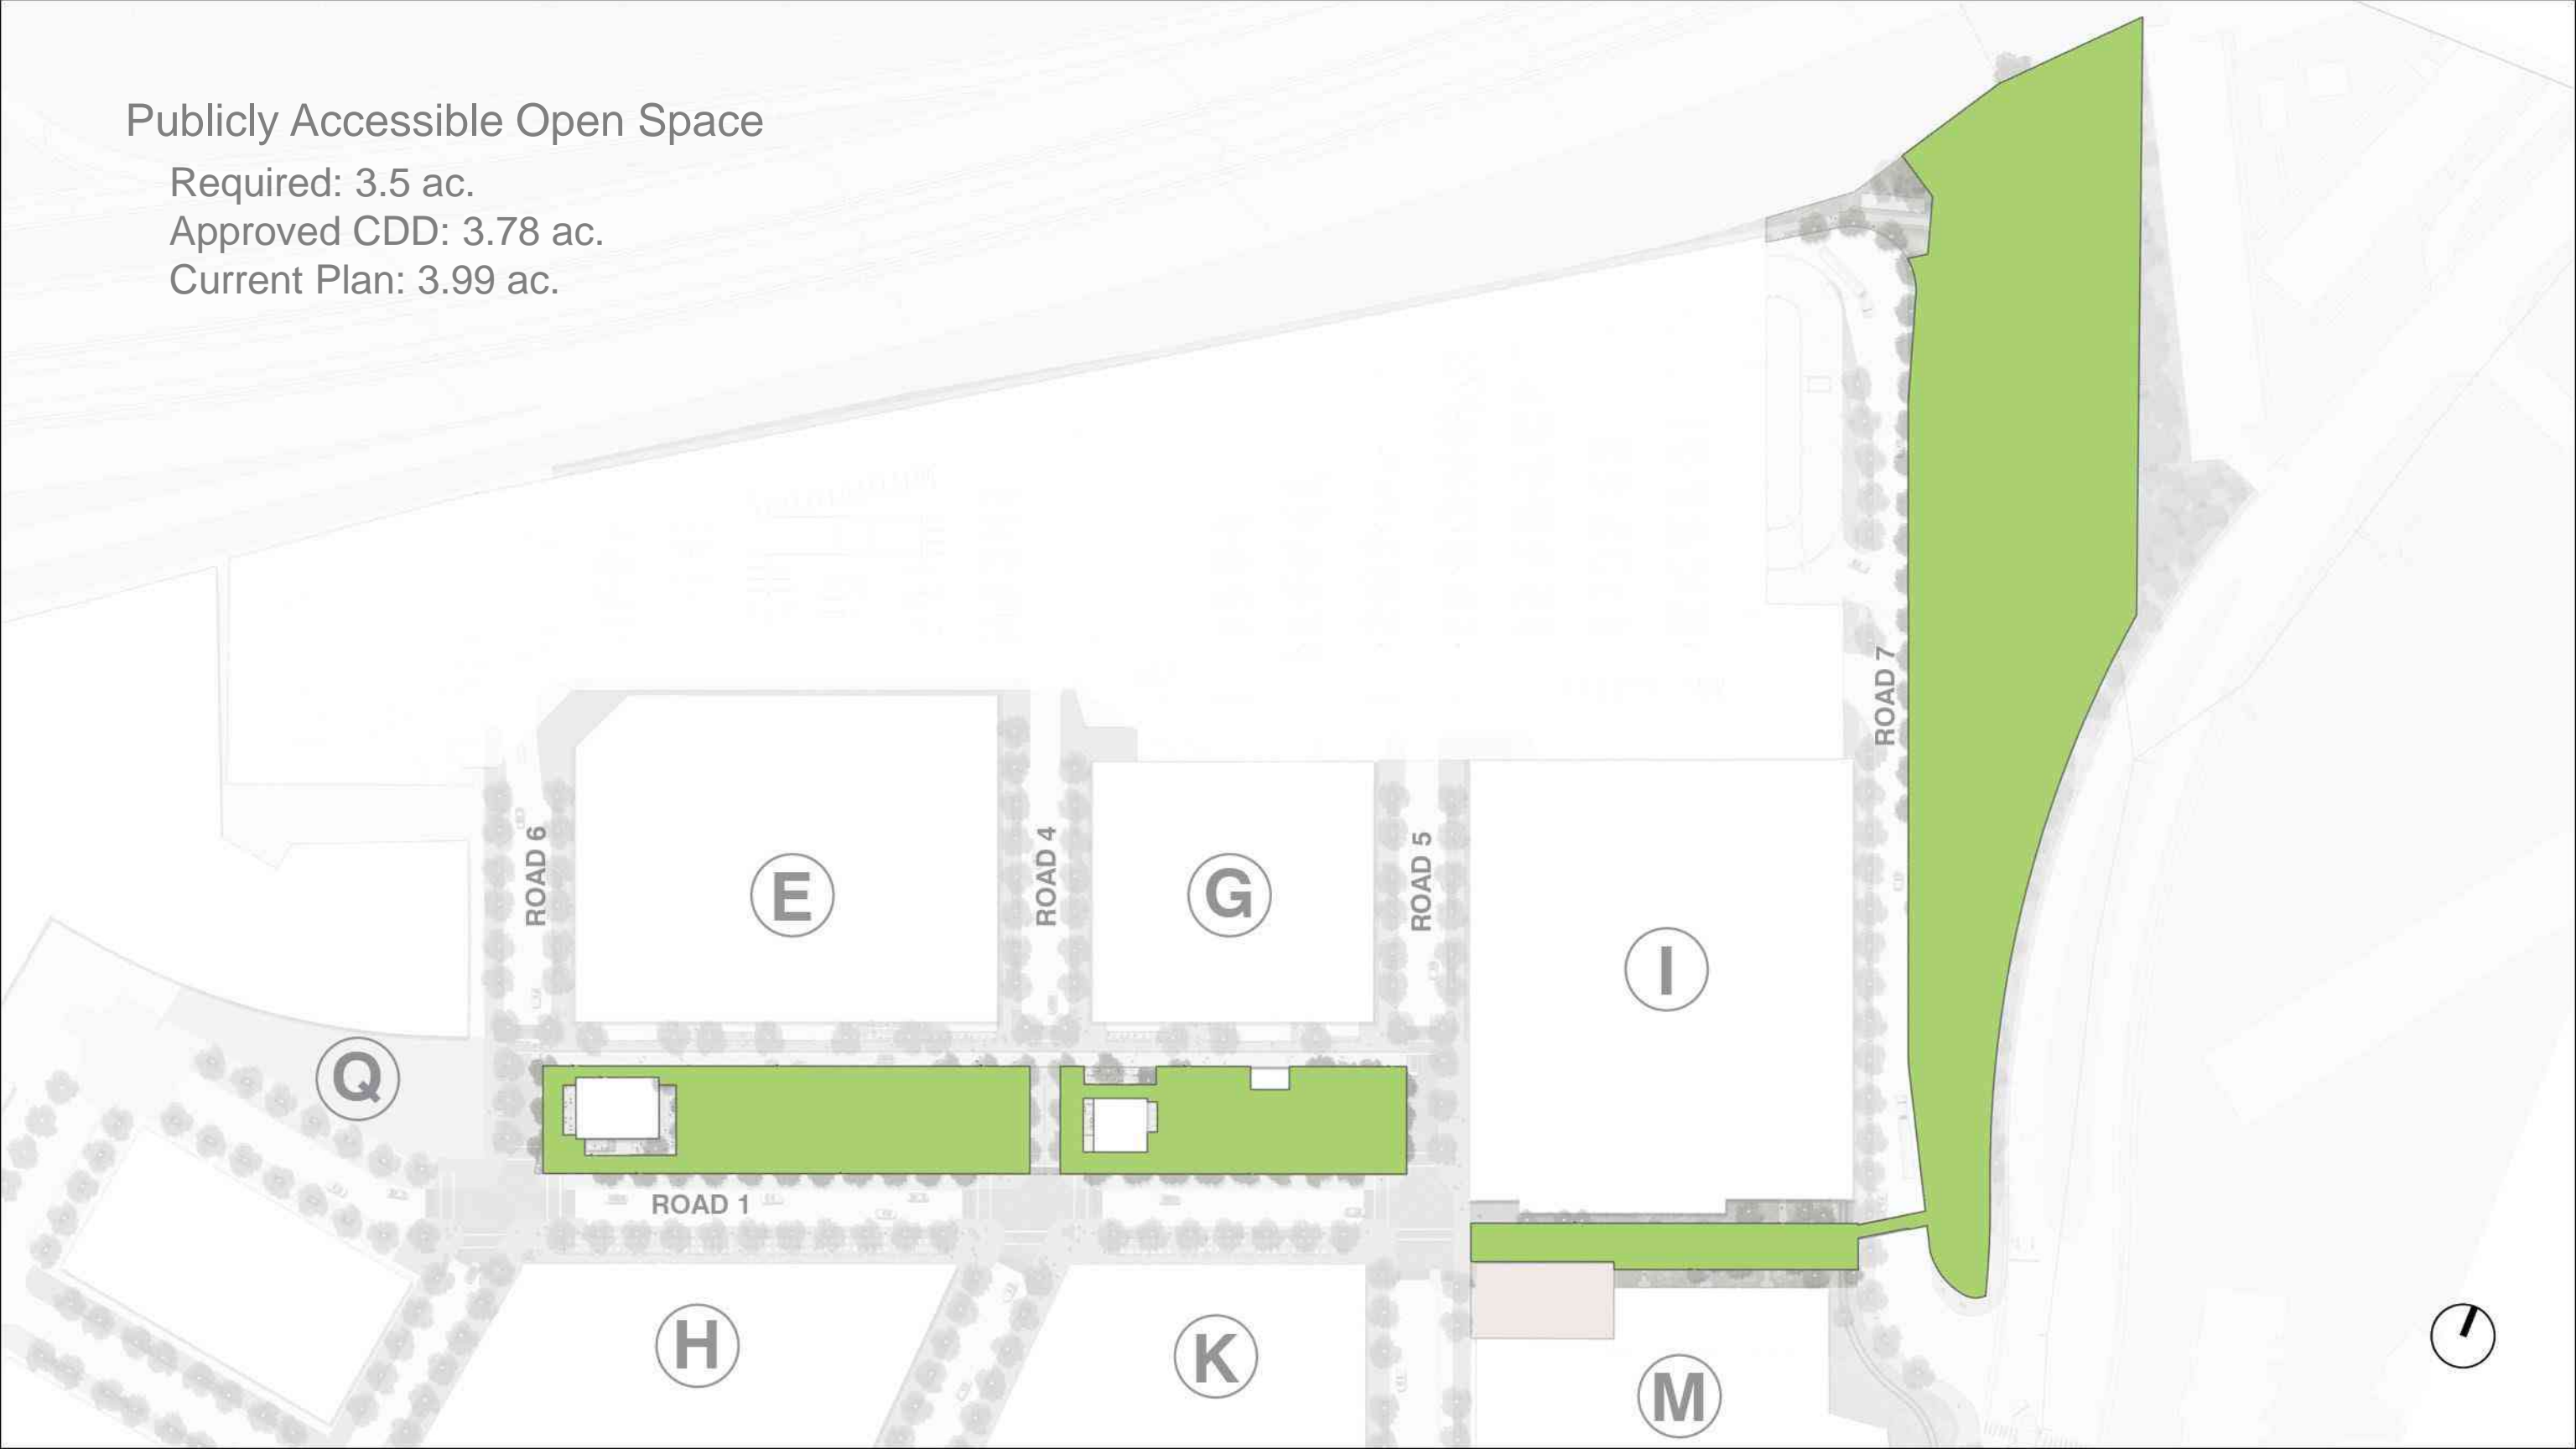 Publicly Accessible Open Space
Required: 3.5 ac.
Approved CDD: 3.78 ac.
Current Plan: 3.99 ac.
ROAD 7
ROAD 6
ROAD 4
ROAD 5
E
G
I
Q
ROAD 1
H
K
M